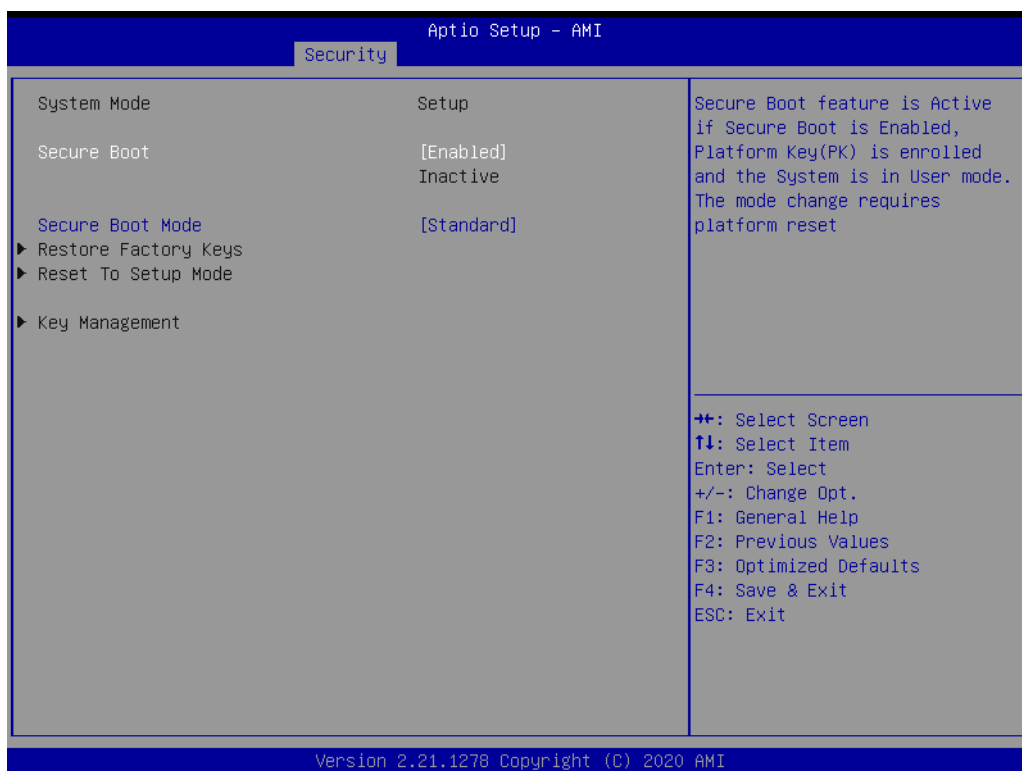 Aptio Setup – AMI
Security
System Mode Setup
Secure Boot [Enabled]
Inactive
Secure Boot Mode [Standard]
▶ Restore Factory Keys
▶ Reset To Setup Mode
▶ Key Management
Secure Boot feature is Active
if Secure Boot is Enabled,
Platform Key(PK) is enrolled
and the System is in User mode.
The mode change requires
platform reset
→←: Select Screen
↑↓: Select Item
Enter: Select
+/-: Change Opt.
F1: General Help
F2: Previous Values
F3: Optimized Defaults
F4: Save & Exit
ESC: Exit
Version 2.21.1278 Copyright (C) 2020 AMI